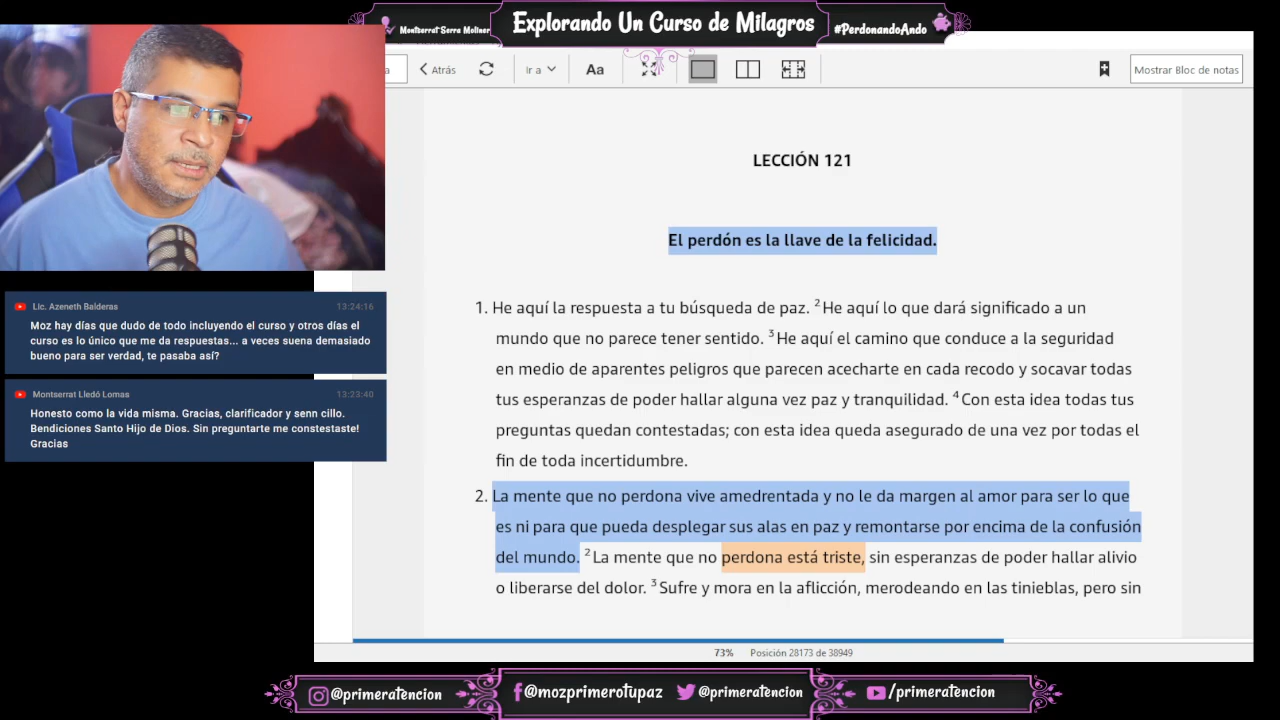 Montserrat Serra Moliner
Explorando Un Curso de Milagros
#PerdonandoAndo
a
Atrás
Ir a
Aa
Mostrar Bloc de notas
LECCIÓN 121
El perdón es la llave de la felicidad.
1. He aquí la respuesta a tu búsqueda de paz. ²He aquí lo que dará significado a un
mundo que no parece tener sentido. ³He aquí el camino que conduce a la seguridad
en medio de aparentes peligros que parecen acecharte en cada recodo y socavar todas
tus esperanzas de poder hallar alguna vez paz y tranquilidad. ⁴Con esta idea todas tus
preguntas quedan contestadas; con esta idea queda asegurado de una vez por todas el
fin de toda incertidumbre.
2. La mente que no perdona vive amedrentada y no le da margen al amor para ser lo que
es ni para que pueda desplegar sus alas en paz y remontarse por encima de la confusión
del mundo. ²La mente que no perdona está triste, sin esperanzas de poder hallar alivio
o liberarse del dolor. ³Sufre y mora en la aflicción, merodeando en las tinieblas, pero sin
73% Posición 28173 de 38949
Lic. Azeneth Balderas 13:24:16
Moz hay días que dudo de todo incluyendo el curso y otros días el
curso es lo único que me da respuestas... a veces suena demasiado
bueno para ser verdad, te pasaba así?
Montserrat Lledó Lomas 13:23:40
Honesto como la vida misma. Gracias, clarificador y senn cillo.
Bendiciones Santo Hijo de Dios. Sin preguntarte me constestaste!
Gracias
@primeratencion
@mozprimerotupaz
@primeratencion
/primeratencion